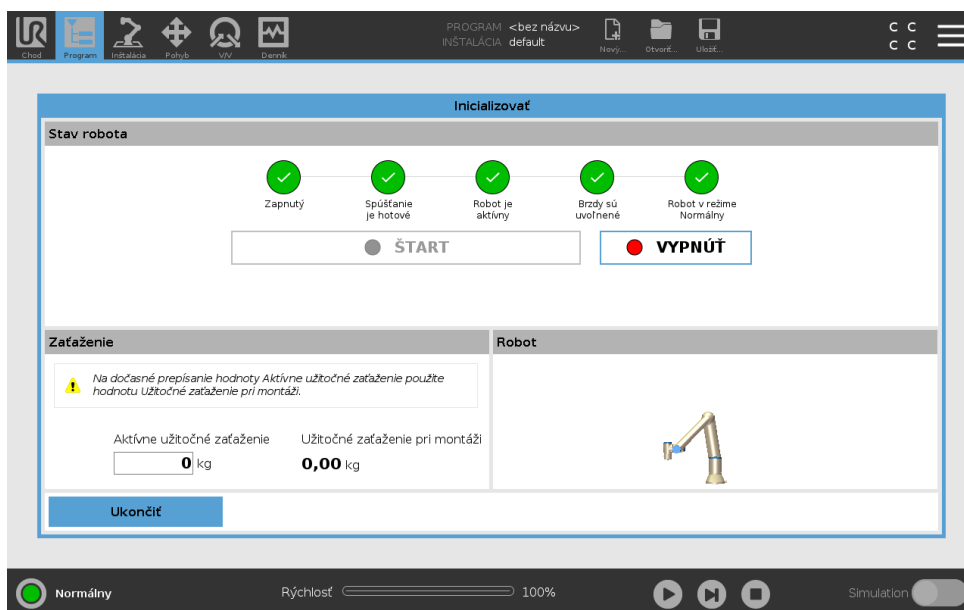 UR
PROGRAM <bez názvu>
INŠTALÁCIA default
C C
C C
Chod Program Inštalácia Pohyb V/V Denník Nový... Otvoriť... Uložiť...
Inicializovať
Stav robota
Zapnutý
Spúšťanie
je hotové
Robot je
aktívny
Brzdy sú
uvoľnené
Robot v režime
Normálny
ŠTART
VYPNÚŤ
Zaťaženie
Robot
Na dočasné prepísanie hodnoty Aktívne užitočné zaťaženie použite
hodnotu Užitočné zaťaženie pri montáži.
Aktívne užitočné zaťaženie
Užitočné zaťaženie pri montáži
0 kg
0,00 kg
Ukončiť
Normálny
Rýchlosť
100%
Simulation